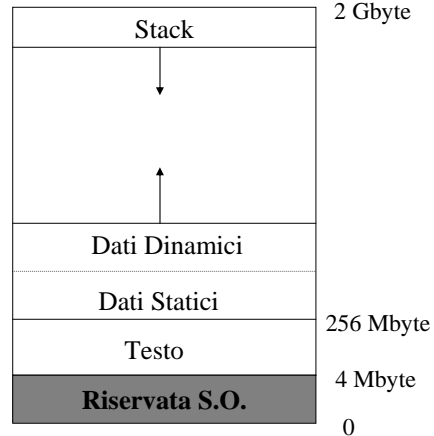 2 Gbyte
Stack
Dati Dinamici
Dati Statici
256 Mbyte
Testo
4 Mbyte
Riservata S.O.
0